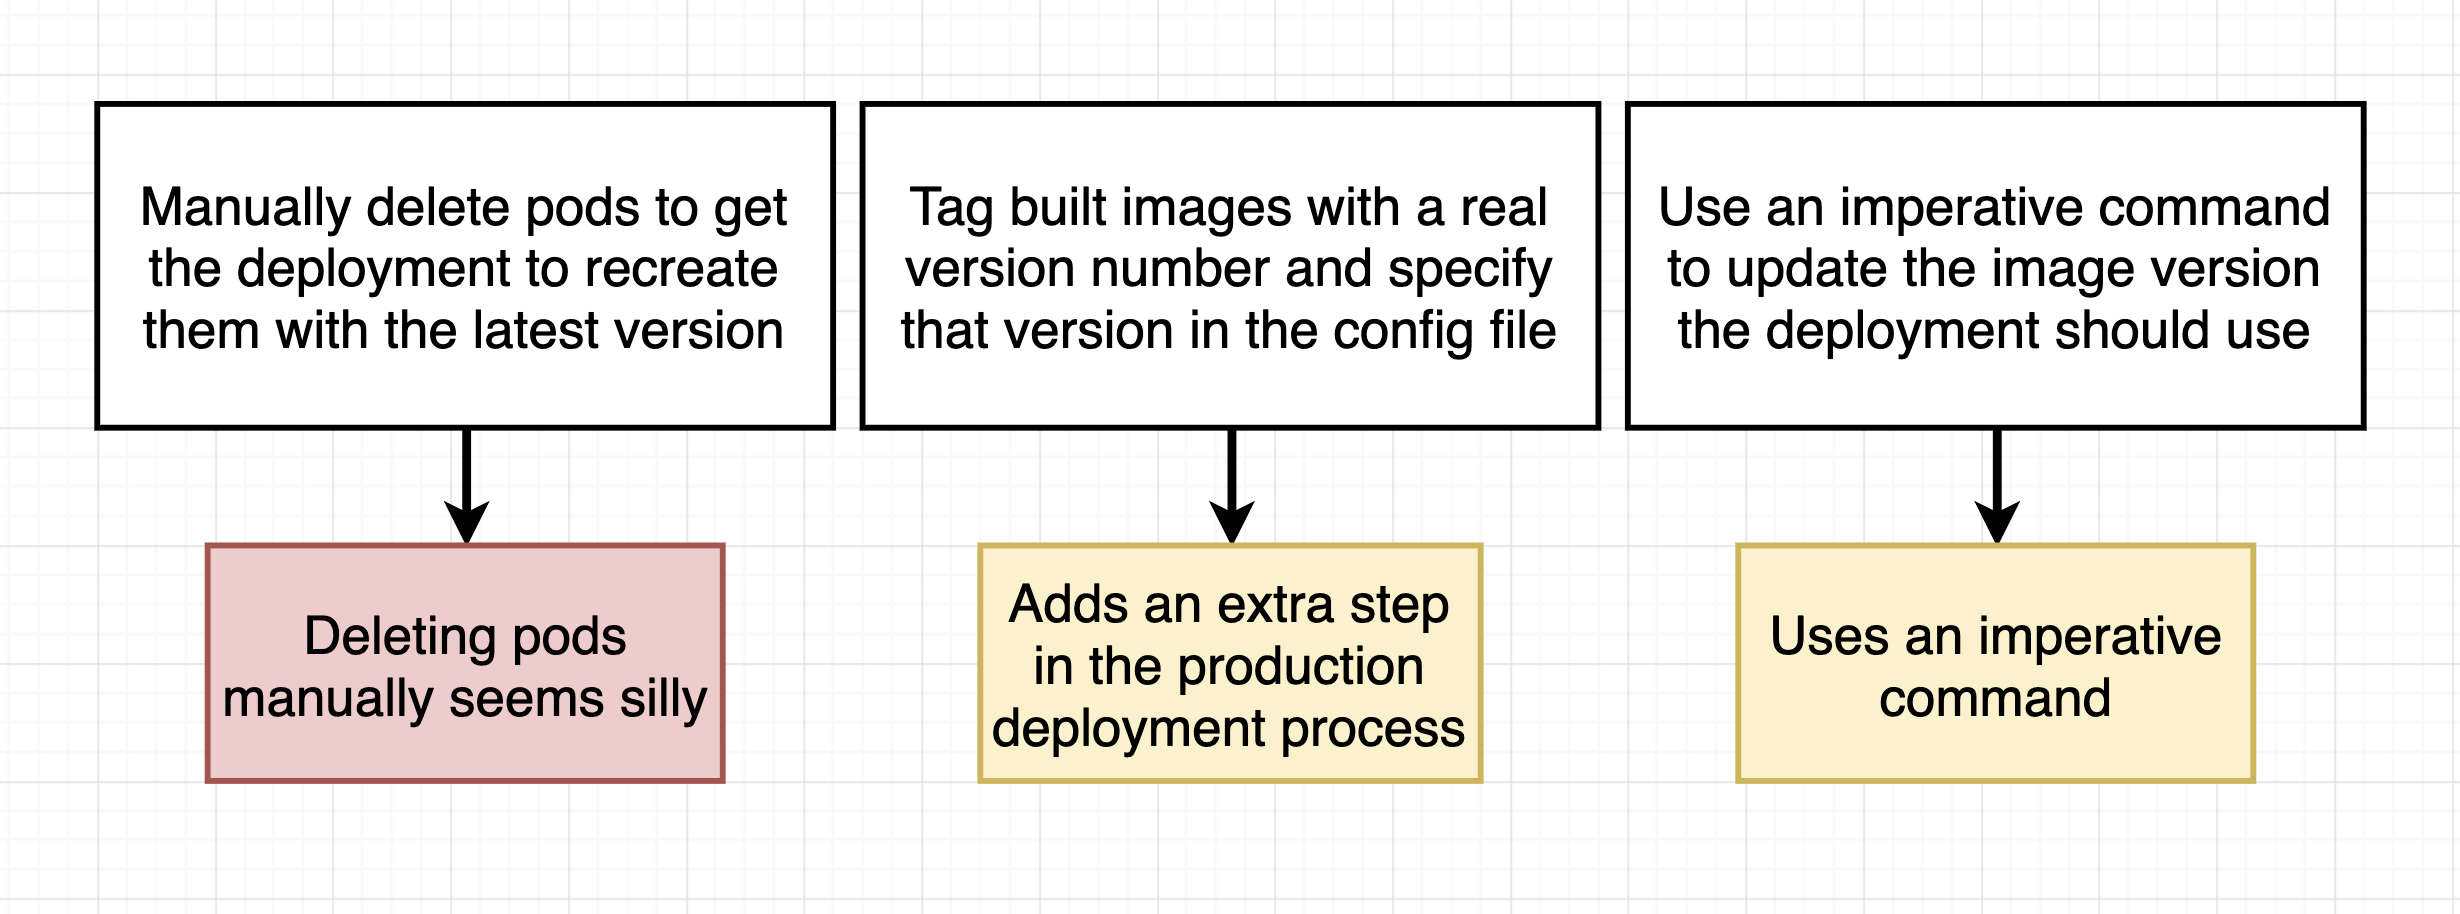 Manually delete pods to get
the deployment to recreate
them with the latest version
Tag built images with a real
version number and specify
that version in the config file
Use an imperative command
to update the image version
the deployment should use
Deleting pods
manually seems silly
Adds an extra step
in the production
deployment process
Uses an imperative
command